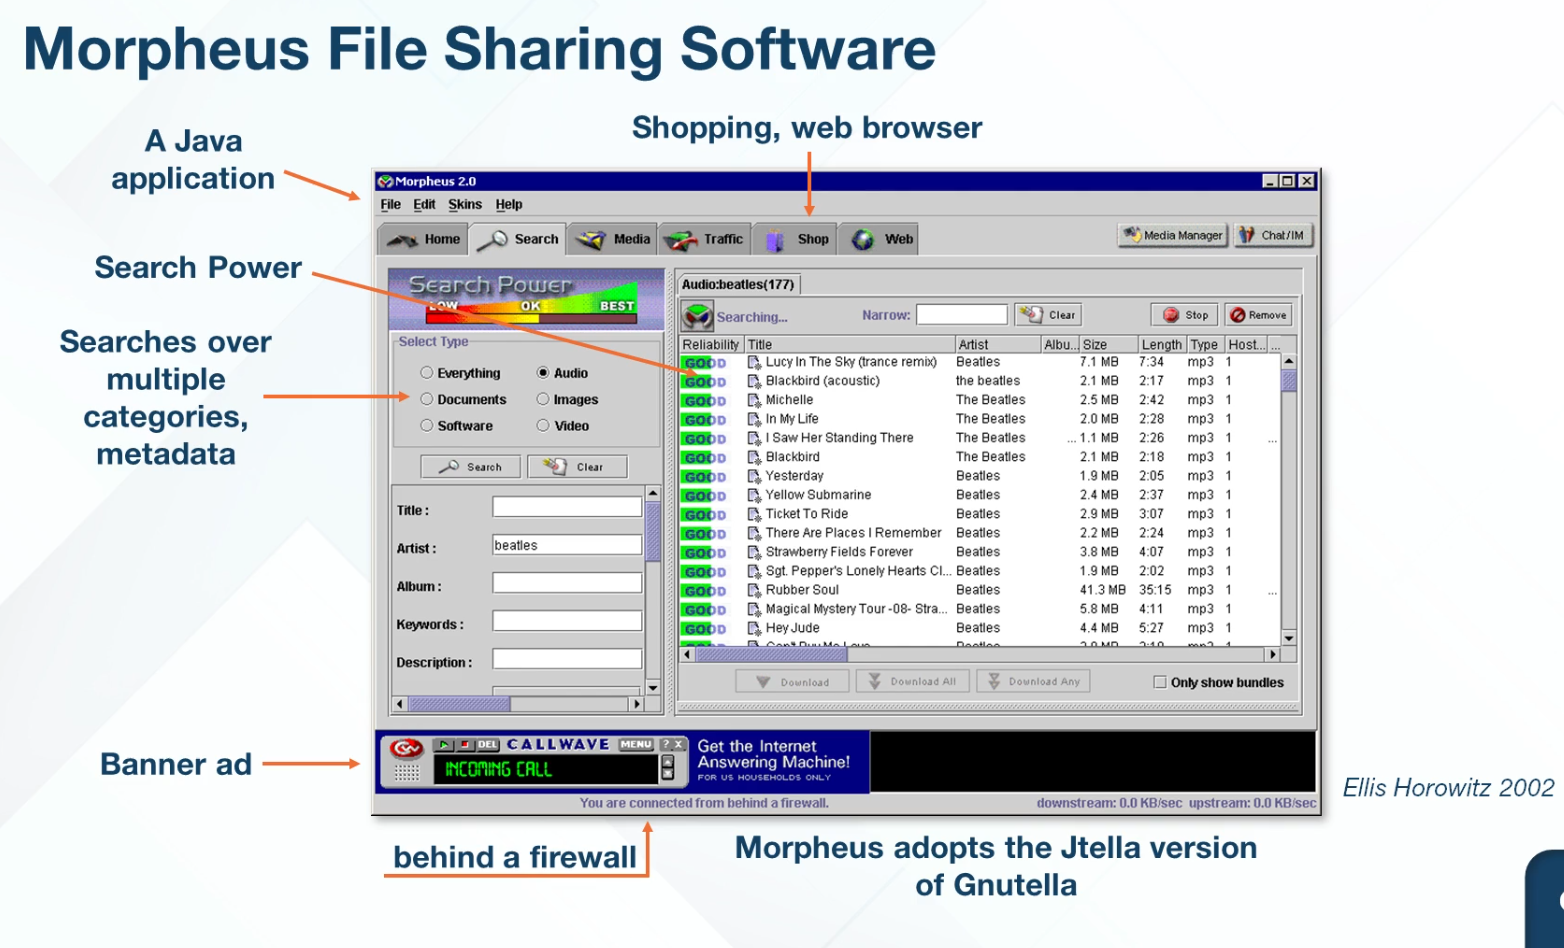 Morpheus File Sharing Software
A Java
application
Shopping, web browser
Search Power
Searches over
multiple
categories,
metadata
Banner ad
behind a firewall
Morpheus adopts the Jtella version
of Gnutella
Ellis Horowitz 2002
Morpheus 2.0
File Edit Skins Help
Home Search Media Traffic Shop Web Media Manager Chat/IM
Search Power
LOW OK BEST
Select Type
Everything Audio
Documents Images
Software Video
Search Clear
Title :
Artist : beatles
Album :
Keywords :
Description :
Audio:beatles(177)
Searching... Narrow: Clear Stop Remove
Reliability Title Artist Albu... Size Length Type Host... ...
GOOD Lucy In The Sky (trance remix) Beatles 7.1 MB 7:34 mp3 1
GOOD Blackbird (acoustic) the beatles 2.1 MB 2:17 mp3 1
GOOD Michelle The Beatles 2.5 MB 2:42 mp3 1
GOOD In My Life The Beatles 2.0 MB 2:28 mp3 1
GOOD I Saw Her Standing There The Beatles ... 1.1 MB 2:26 mp3 1 ...
GOOD Blackbird The Beatles 2.1 MB 2:18 mp3 1
GOOD Yesterday Beatles 1.9 MB 2:05 mp3 1
GOOD Yellow Submarine Beatles 2.4 MB 2:37 mp3 1
GOOD Ticket To Ride Beatles 2.9 MB 3:07 mp3 1
GOOD There Are Places I Remember Beatles 2.2 MB 2:24 mp3 1
GOOD Strawberry Fields Forever Beatles 3.8 MB 4:07 mp3 1
GOOD Sgt. Pepper's Lonely Hearts Cl... Beatles 1.9 MB 2:02 mp3 1
GOOD Rubber Soul Beatles 41.3 MB 35:15 mp3 1 ...
GOOD Magical Mystery Tour -08- Stra... Beatles 5.8 MB 4:11 mp3 1
GOOD Hey Jude Beatles 4.4 MB 5:27 mp3 1
Download Download All Download Any Only show bundles
DEL CALLWAVE MENU ? X
INCOMING CALL
Get the Internet
Answering Machine!
FOR US HOUSEHOLDS ONLY
You are connected from behind a firewall. downstream: 0.0 KB/sec upstream: 0.0 KB/sec